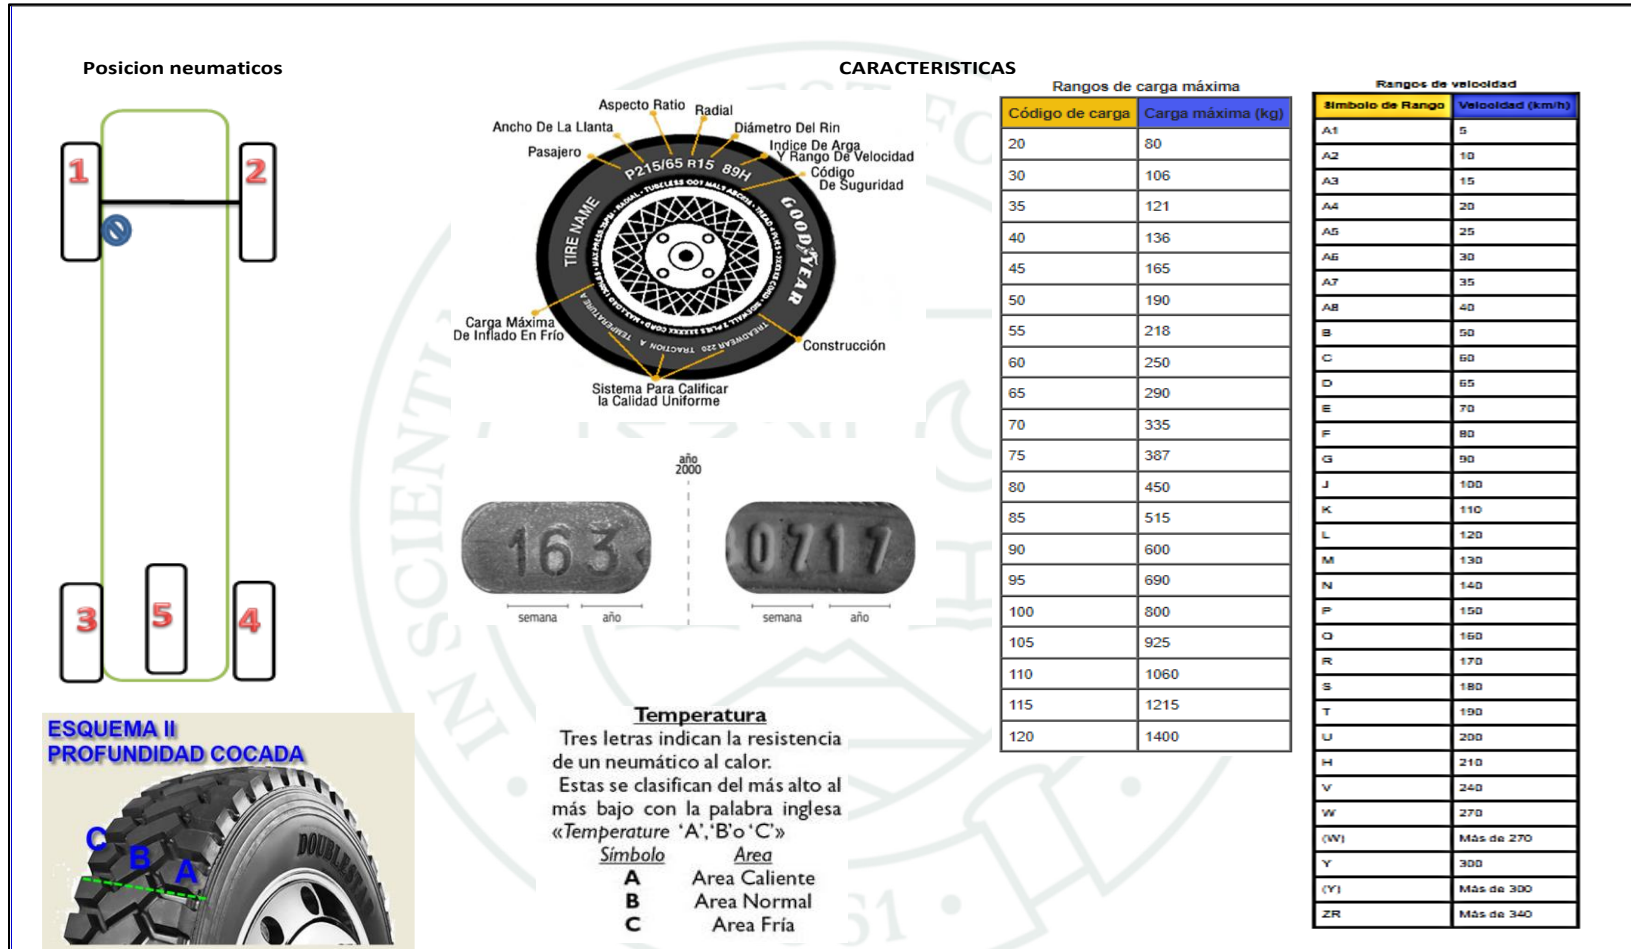 Posicion neumaticos
1
2
3
5
4
ESQUEMA II
PROFUNDIDAD COCADA
C
B
A
DOUBLESTAR
CARACTERISTICAS
Aspecto Ratio
Radial
Ancho De La Llanta
Diámetro Del Rin
Pasajero
Indice De Arga
Y Rango De Velocidad
Código
De Suguridad
P215/65 R15 89H
TIRE NAME
GOODYEAR
TREADWEAR 220 TRACTION A TEMPERATURE A
Carga Máxima
De Inflado En Frío
Construcción
Sistema Para Calificar
la Calidad Uniforme
año
2000
163
0717
semana año
semana año
Temperatura
Tres letras indican la resistencia
de un neumático al calor.
Estas se clasifican del más alto al
más bajo con la palabra inglesa
«Temperature ‘A’,‘B’o ‘C’»
Símbolo Area
A Area Caliente
B Area Normal
C Area Fría
Rangos de carga máxima
Código de carga Carga máxima (kg)
20 80
30 106
35 121
40 136
45 165
50 190
55 218
60 250
65 290
70 335
75 387
80 450
85 515
90 600
95 690
100 800
105 925
110 1060
115 1215
120 1400
Rangos de velocidad
Símbolo de Rango Velocidad (km/h)
A1 5
A2 10
A3 15
A4 20
A5 25
A6 30
A7 35
A8 40
B 50
C 60
D 65
E 70
F 80
G 90
J 100
K 110
L 120
M 130
N 140
P 150
Q 160
R 170
S 180
T 190
U 200
H 210
V 240
W 270
(W) Más de 270
Y 300
(Y) Más de 300
ZR Más de 340
IN SCIENTI
61